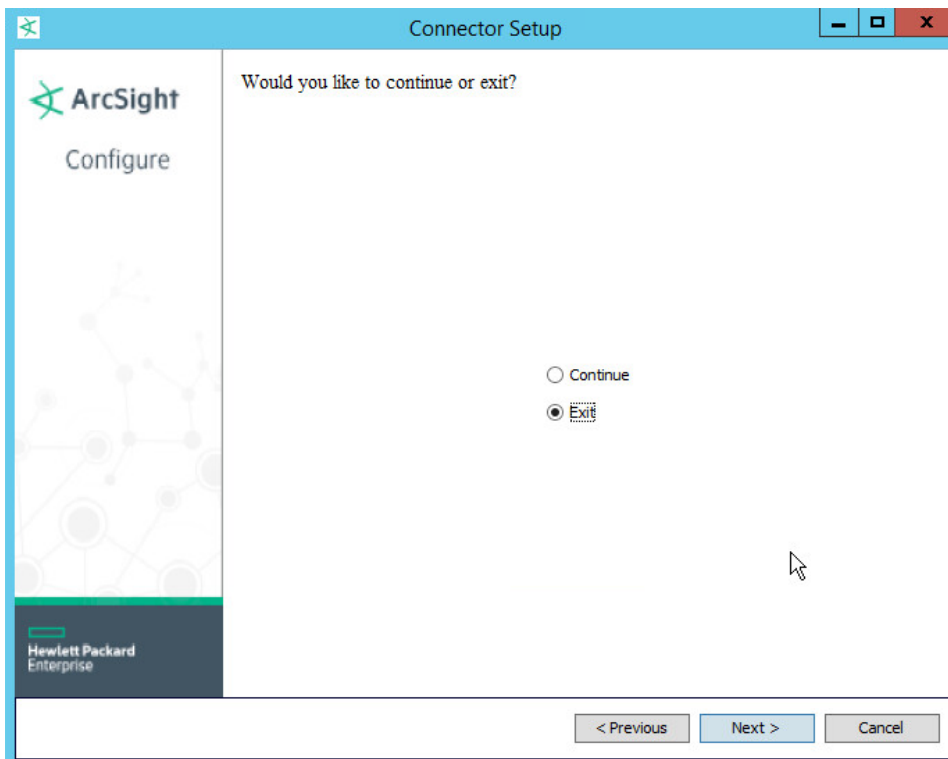 Connector Setup
X
ArcSight
Configure
Would you like to continue or exit?
Continue
Exit
Hewlett Packard
Enterprise
< Previous
Next >
Cancel